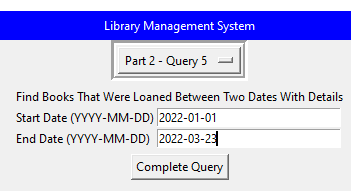 Library Management System
Part 2 - Query 5
Find Books That Were Loaned Between Two Dates With Details
Start Date (YYYY-MM-DD) 2022-01-01
End Date (YYYY-MM-DD) 2022-03-23
Complete Query